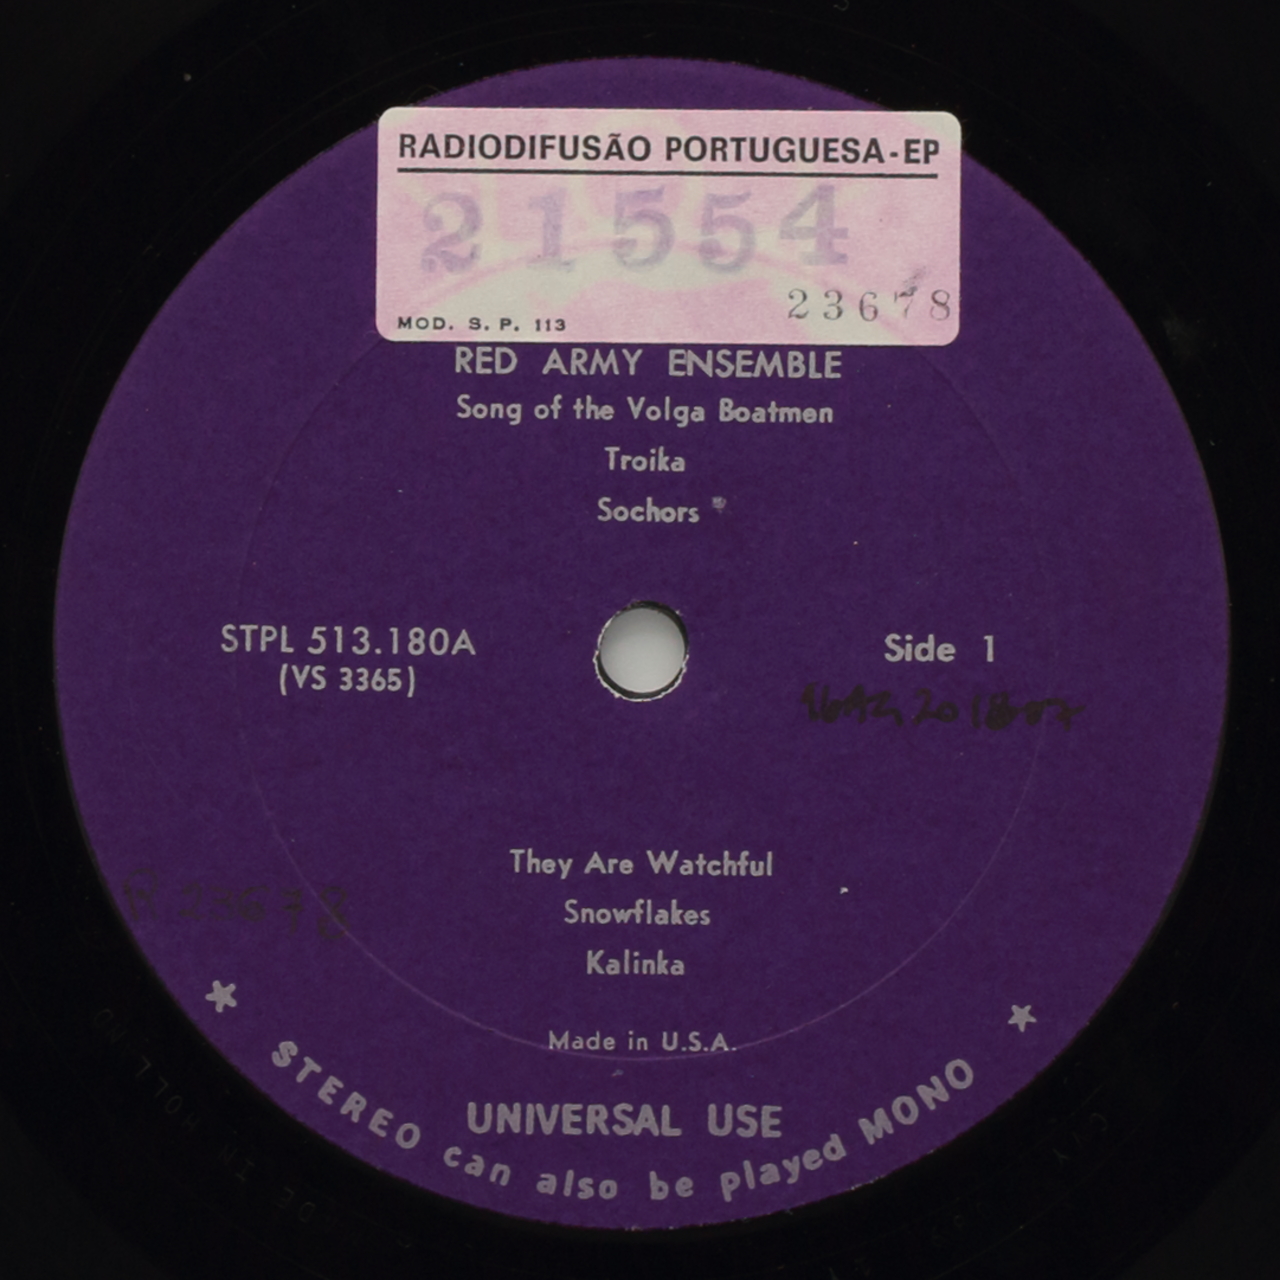 RADIODIFUSÃO PORTUGUESA-EP
21554
23678
MOD. S. P. 113
RED ARMY ENSEMBLE
Song of the Volga Boatmen
Troika
Sochors
STPL 513.180A
(VS 3365)
Side 1
They Are Watchful
Snowflakes
Kalinka
R 23678
Made in U.S.A.
UNIVERSAL USE
STEREO can also be played MONO